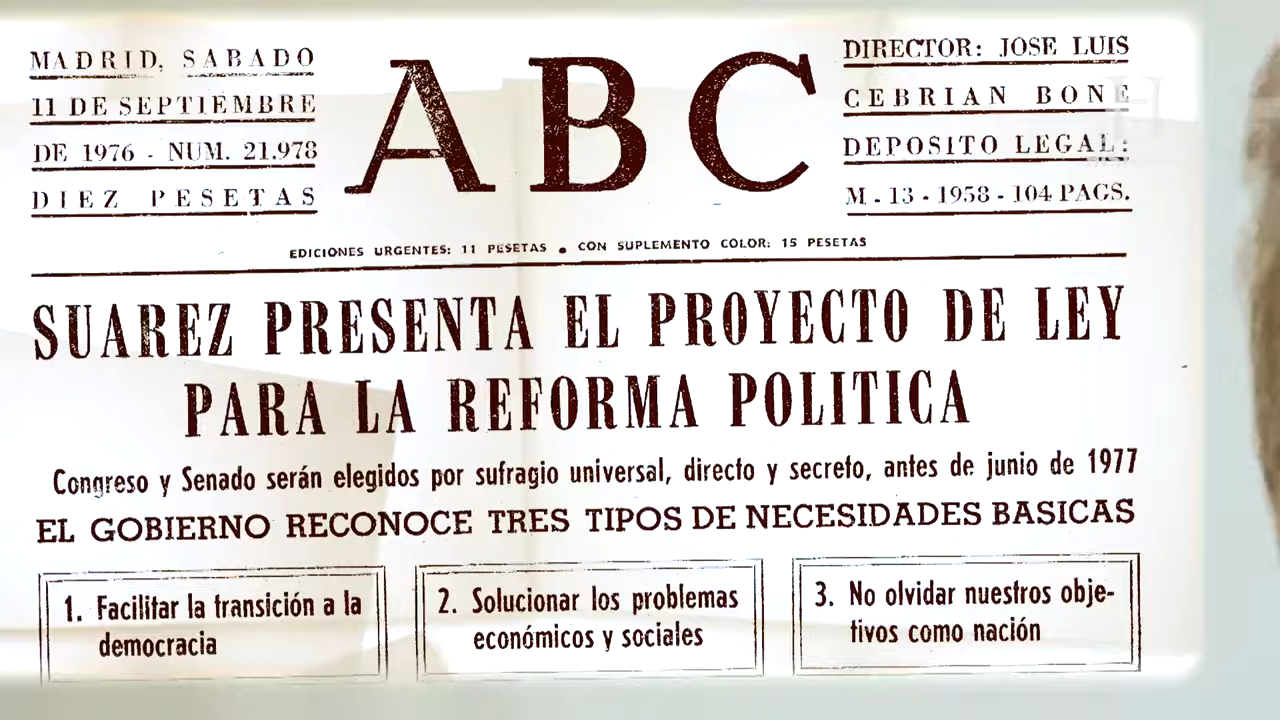 MADRID, SABADO
11 DE SEPTIEMBRE
DE 1976 - NUM. 21.978
DIEZ PESETAS
ABC
DIRECTOR: JOSE LUIS
CEBRIAN BONE
DEPOSITO LEGAL:
M - 13 - 1958 - 104 PAGS.
EDICIONES URGENTES: 11 PESETAS • CON SUPLEMENTO COLOR: 15 PESETAS
SUAREZ PRESENTA EL PROYECTO DE LEY
PARA LA REFORMA POLITICA
Congreso y Senado serán elegidos por sufragio universal, directo y secreto, antes de junio de 1977
EL GOBIERNO RECONOCE TRES TIPOS DE NECESIDADES BASICAS
1. Facilitar la transición a la
democracia
2. Solucionar los problemas
económicos y sociales
3. No olvidar nuestros obje-
tivos como nación